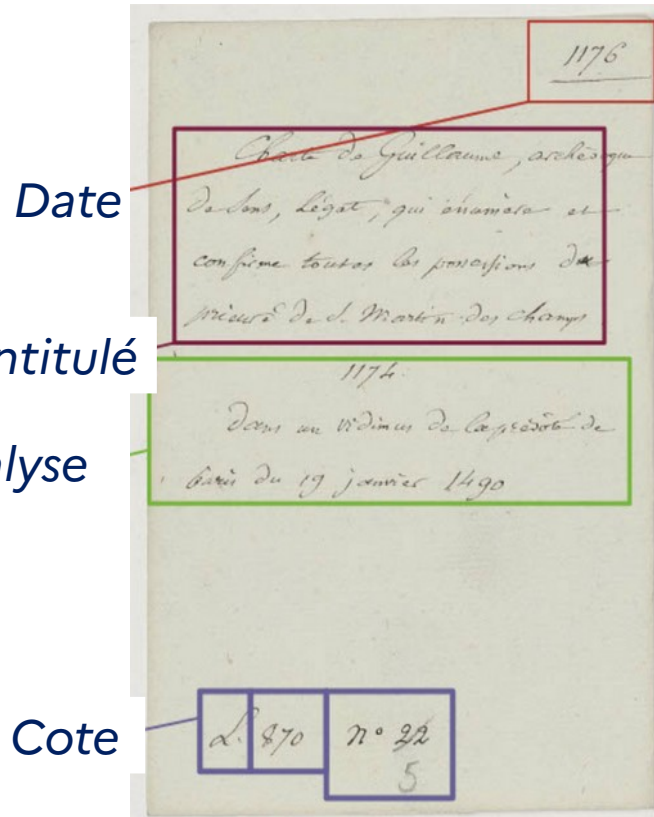 1176
Charte de Guillaume, archevêque
Date
de Sens, Légat, qui énumère et
confirme toutes les possessions du
prieuré de S. Martin des champs
ntitulé
1174.
Dans un vidimus de la prévôté de
alyse
Paris du 19 janvier 1490
Cote
L. 870 n° 22
5